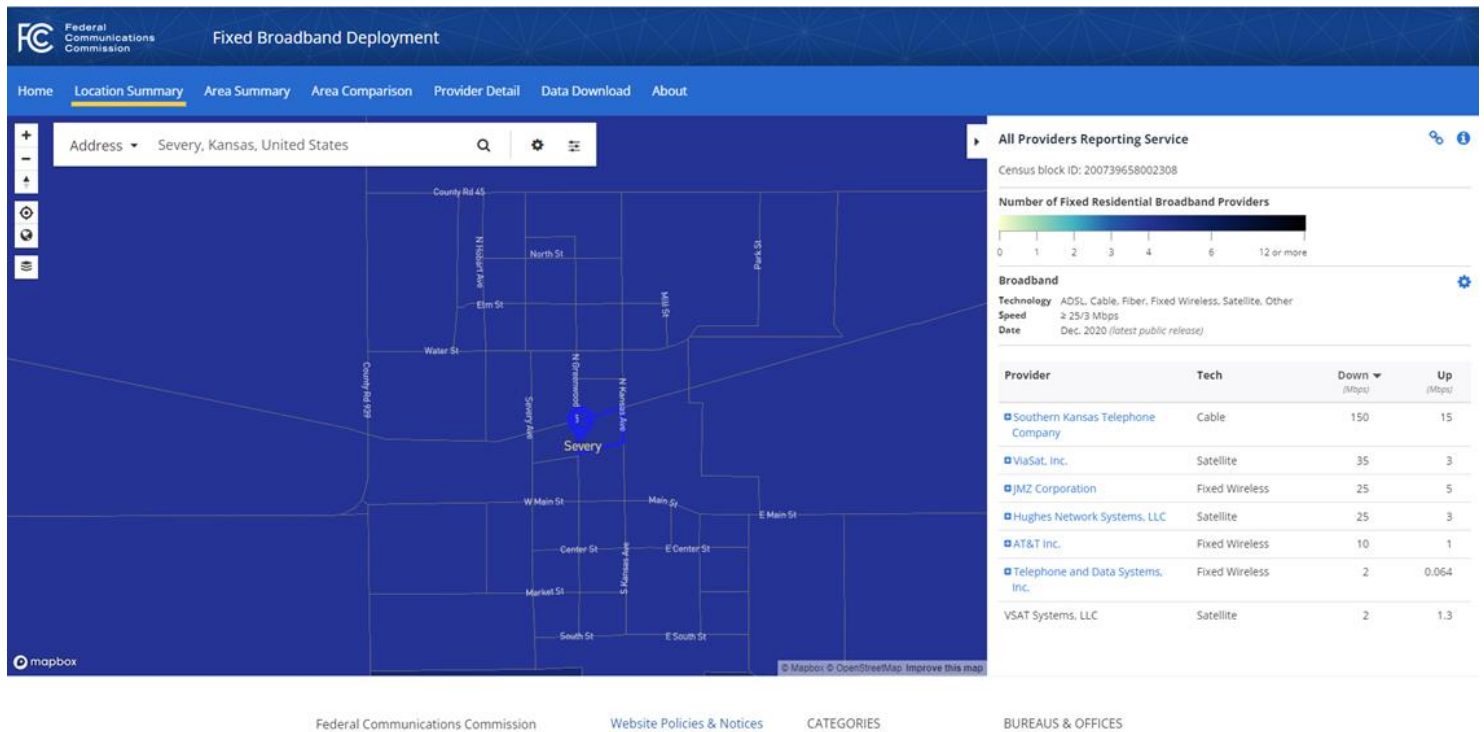 FCC
Federal
Communications
Commission
Fixed Broadband Deployment
Home Location Summary Area Summary Area Comparison Provider Detail Data Download About
Address Severy, Kansas, United States
County Rd 45
N Hobart Ave
North St
Park St
Elm St
Mill St
Water St
County Rd 929
N Greenwood
N Kansas Ave
Severy Ave
S
Severy
W Main St
Main St
E Main St
Center St
E Center St
S Kansas Ave
Market St
South St
E South St
mapbox
© Mapbox © OpenStreetMap Improve this map
All Providers Reporting Service
Census block ID: 200739658002308
Number of Fixed Residential Broadband Providers
0 1 2 3 4 6 12 or more
Broadband
Technology ADSL, Cable, Fiber, Fixed Wireless, Satellite, Other
Speed ≥ 25/3 Mbps
Date Dec. 2020 (latest public release)
Provider Tech Down Up
(Mbps) (Mbps)
Southern Kansas Telephone Cable 150 15
Company
ViaSat, Inc. Satellite 35 3
JMZ Corporation Fixed Wireless 25 5
Hughes Network Systems, LLC Satellite 25 3
AT&T Inc. Fixed Wireless 10 1
Telephone and Data Systems, Fixed Wireless 2 0.064
Inc.
VSAT Systems, LLC Satellite 2 1.3
Federal Communications Commission Website Policies & Notices CATEGORIES BUREAUS & OFFICES